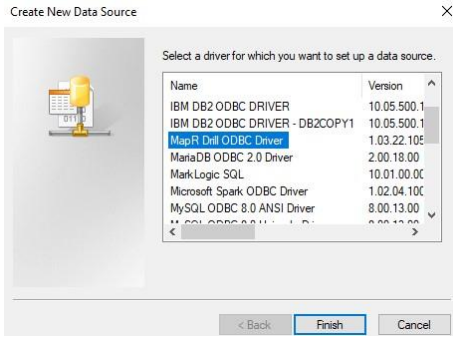 Create New Data Source
Select a driver for which you want to set up a data source.
Name Version
IBM DB2 ODBC DRIVER 10.05.500.1
IBM DB2 ODBC DRIVER - DB2COPY1 10.05.500.1
MapR Drill ODBC Driver 1.03.22.105
MariaDB ODBC 2.0 Driver 2.00.18.00
MarkLogic SQL 10.01.00.00
Microsoft Spark ODBC Driver 1.02.04.100
MySQL ODBC 8.0 ANSI Driver 8.00.13.00
< Back Finish Cancel